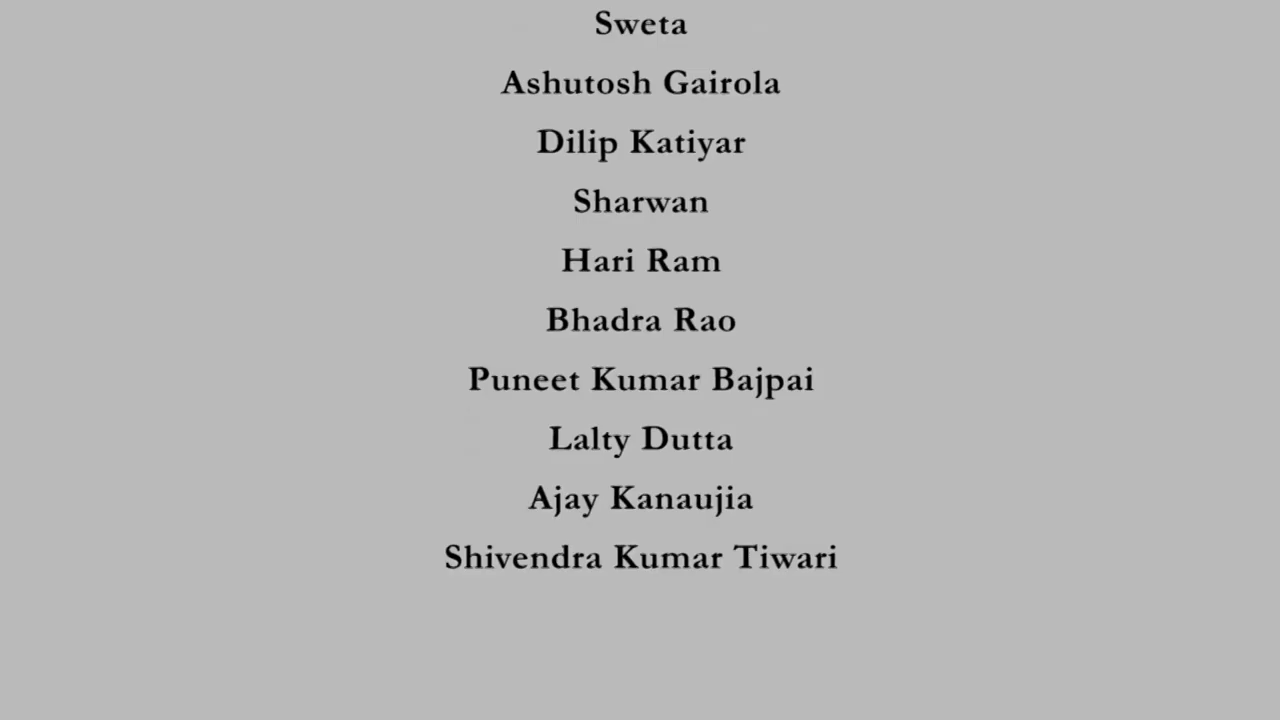 Sweta
Ashutosh Gairola
Dilip Katiyar
Sharwan
Hari Ram
Bhadra Rao
Puneet Kumar Bajpai
Lalty Dutta
Ajay Kanaujia
Shivendra Kumar Tiwari